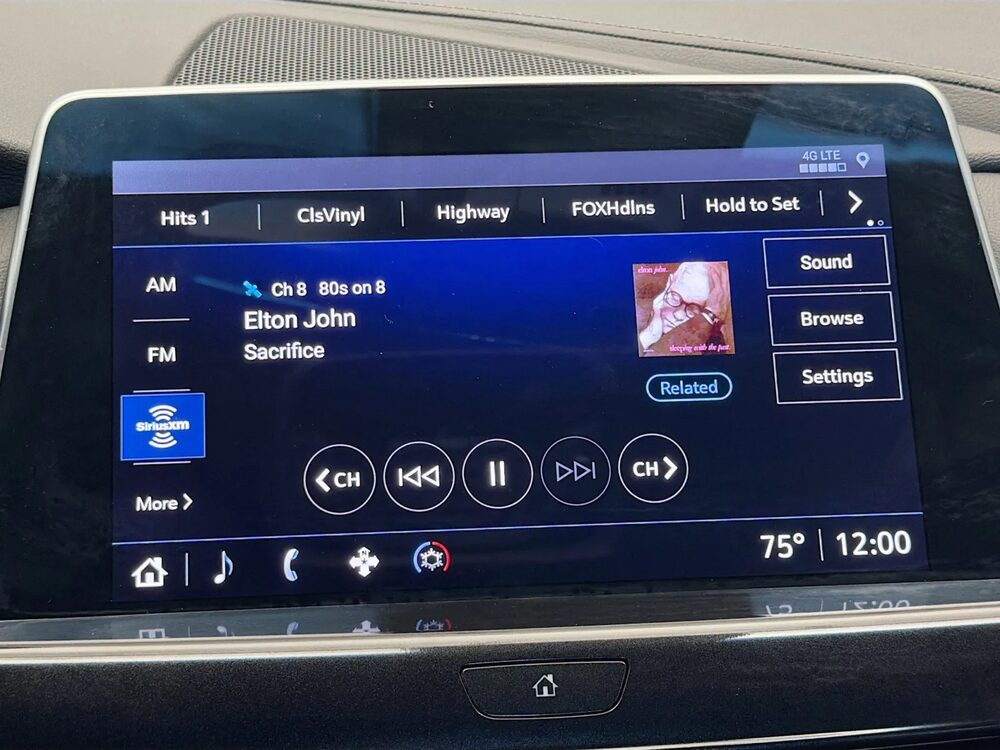 4G LTE
Hits 1
ClsVinyl
Highway
FOXHdlns
Hold to Set
AM
FM
SiriusXM
More
Ch 8 80s on 8
Elton John
Sacrifice
elton john.
sleeping with the past.
Related
Sound
Browse
Settings
CH
CH
N
75° 12:00